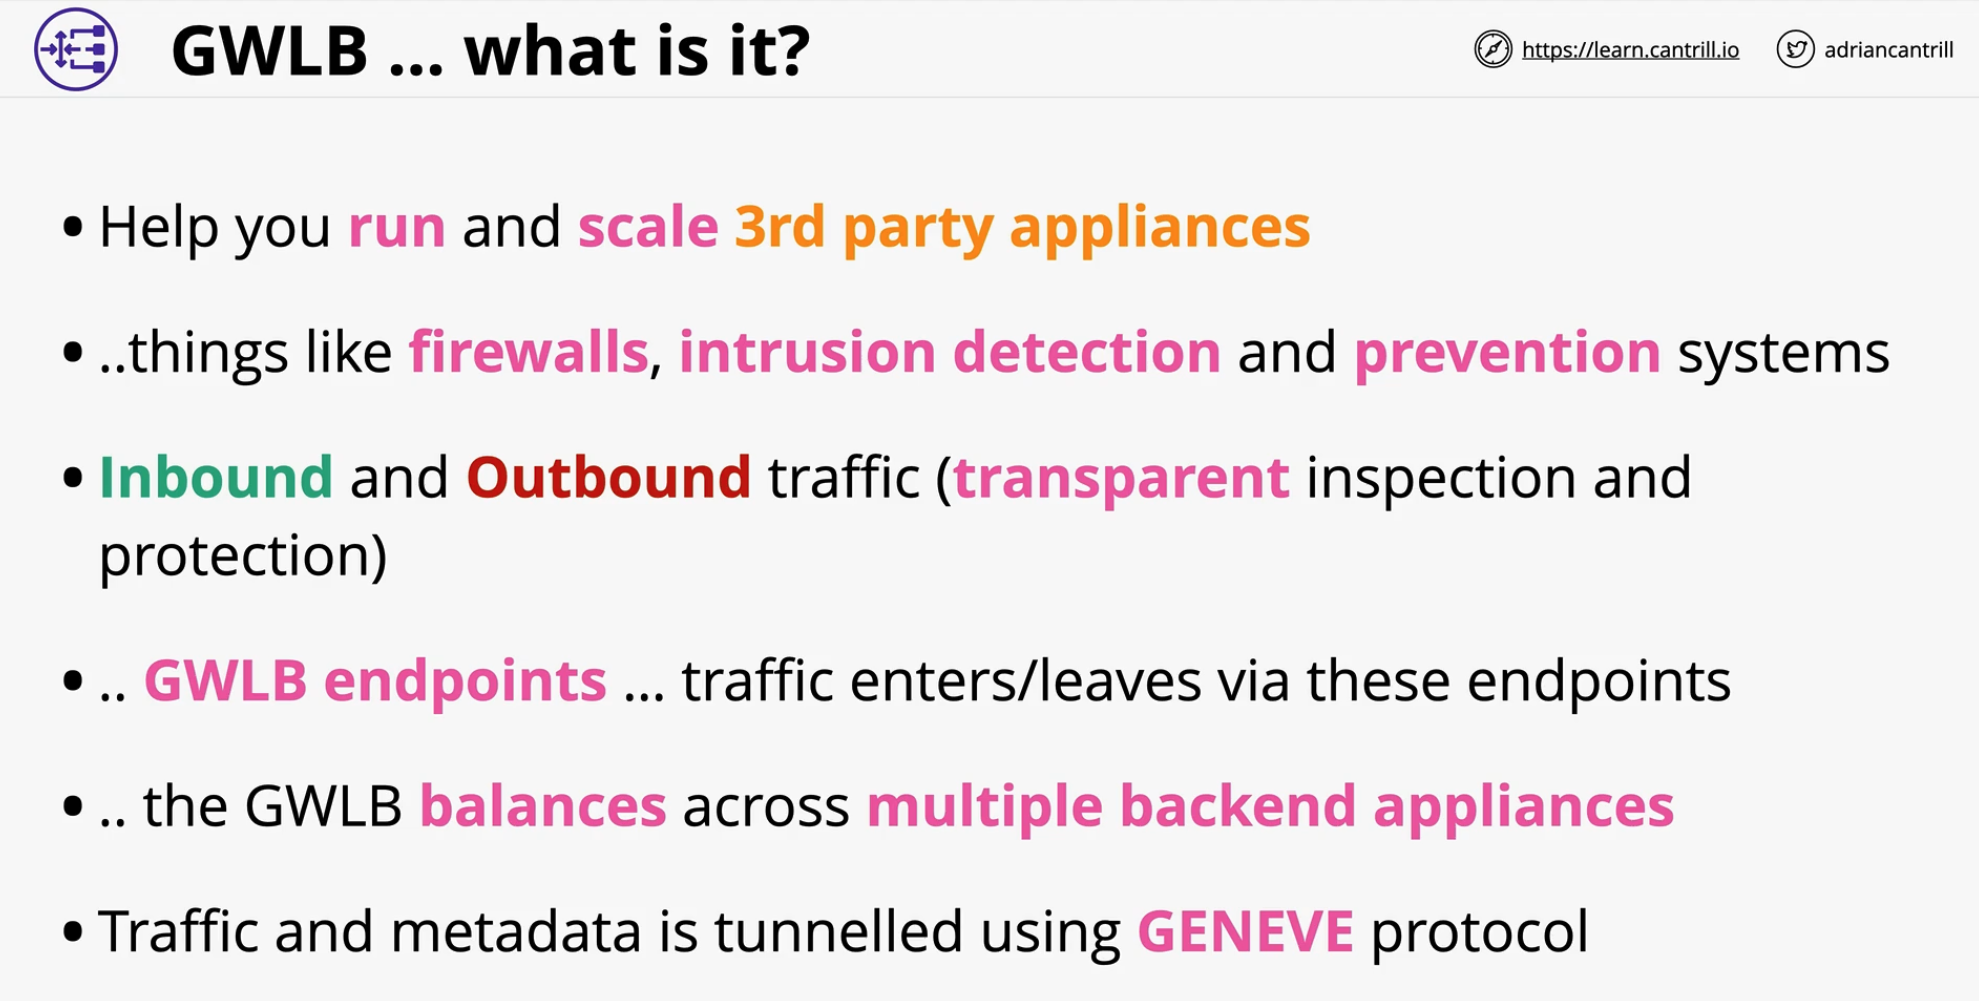 GWLB ... what is it?
https://learn.cantrill.io
adriancantrill
• Help you run and scale 3rd party appliances
• ..things like firewalls, intrusion detection and prevention systems
• Inbound and Outbound traffic (transparent inspection and
protection)
• .. GWLB endpoints ... traffic enters/leaves via these endpoints
• .. the GWLB balances across multiple backend appliances
• Traffic and metadata is tunnelled using GENEVE protocol